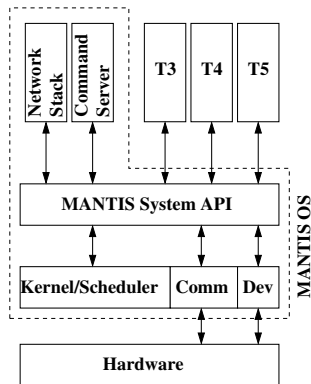 Network
Stack
Command
Server
T3
T4
T5
MANTIS System API
MANTIS OS
Kernel/Scheduler
Comm
Dev
Hardware